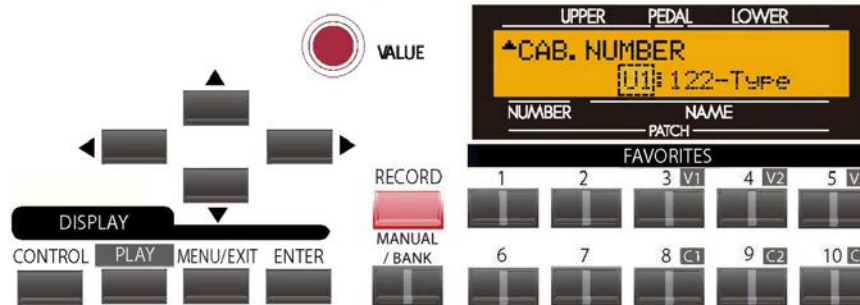 UPPER PEDAL LOWER
CAB. NUMBER
U1: 122-Type
NUMBER NAME
PATCH
VALUE
FAVORITES
RECORD
1 2 3 V1 4 V2 5
DISPLAY
CONTROL PLAY MENU/EXIT ENTER
MANUAL
/ BANK
6 7 8 C1 9 C2 10